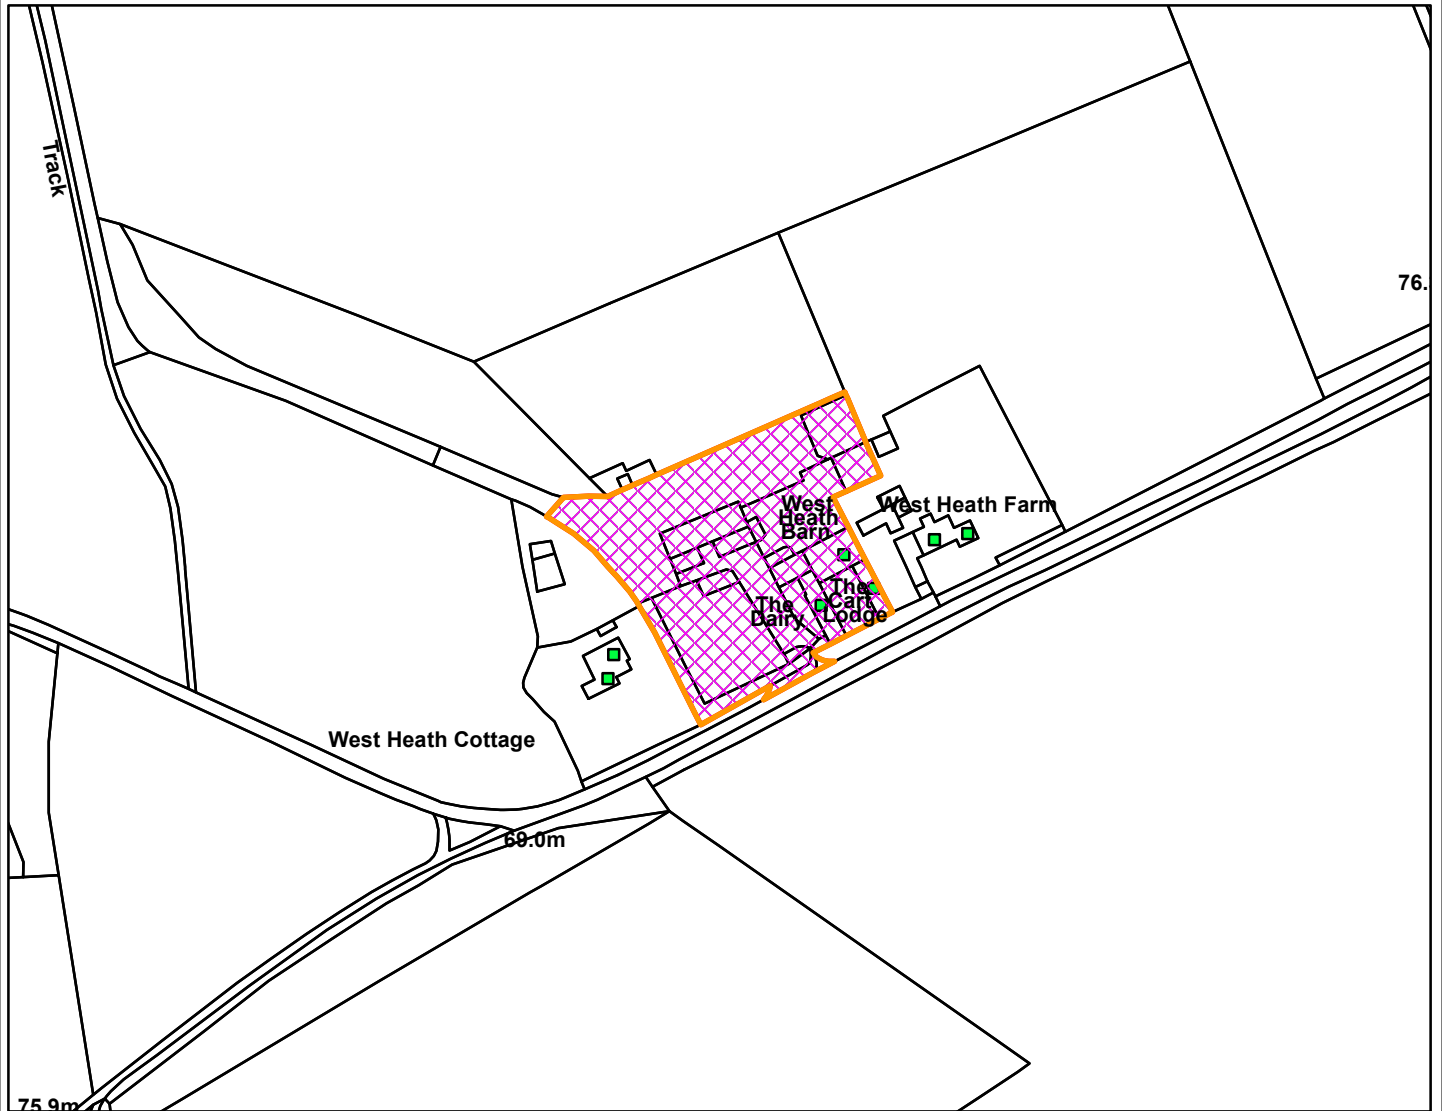 Track
76.
West
Heath
Barn
West Heath Farm
The
Dairy
The
Cart
Lodge
West Heath Cottage
69.0m
75.9m